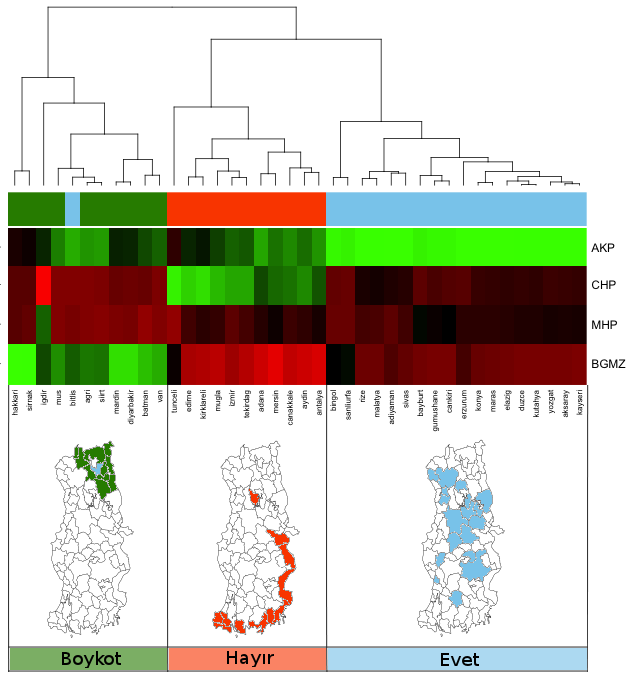 AKP
CHP
MHP
BGMZ
hakkari
sirnak
igdir
mus
bitlis
agri
siirt
mardin
diyarbakir
batman
van
tunceli
edirne
kirklareli
mugla
izmir
tekirdag
adana
mersin
canakkale
aydin
antalya
bingol
sanliurfa
rize
malatya
adiyaman
sivas
bayburt
gumushane
cankiri
erzurum
konya
maras
elazig
duzce
kutahya
yozgat
aksaray
kayseri
Boykot
Hayır
Evet